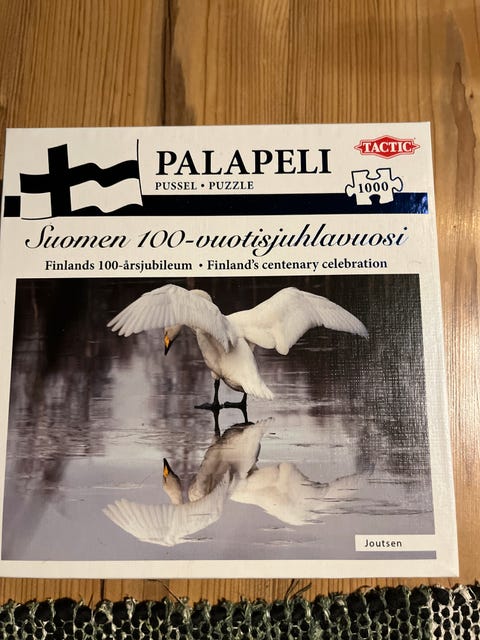 PALAPELI
TACTIC
PUSSEL • PUZZLE
1000
Suomen 100-vuotisjuhlavuosi
Finlands 100-årsjubileum • Finland's centenary celebration
Joutsen